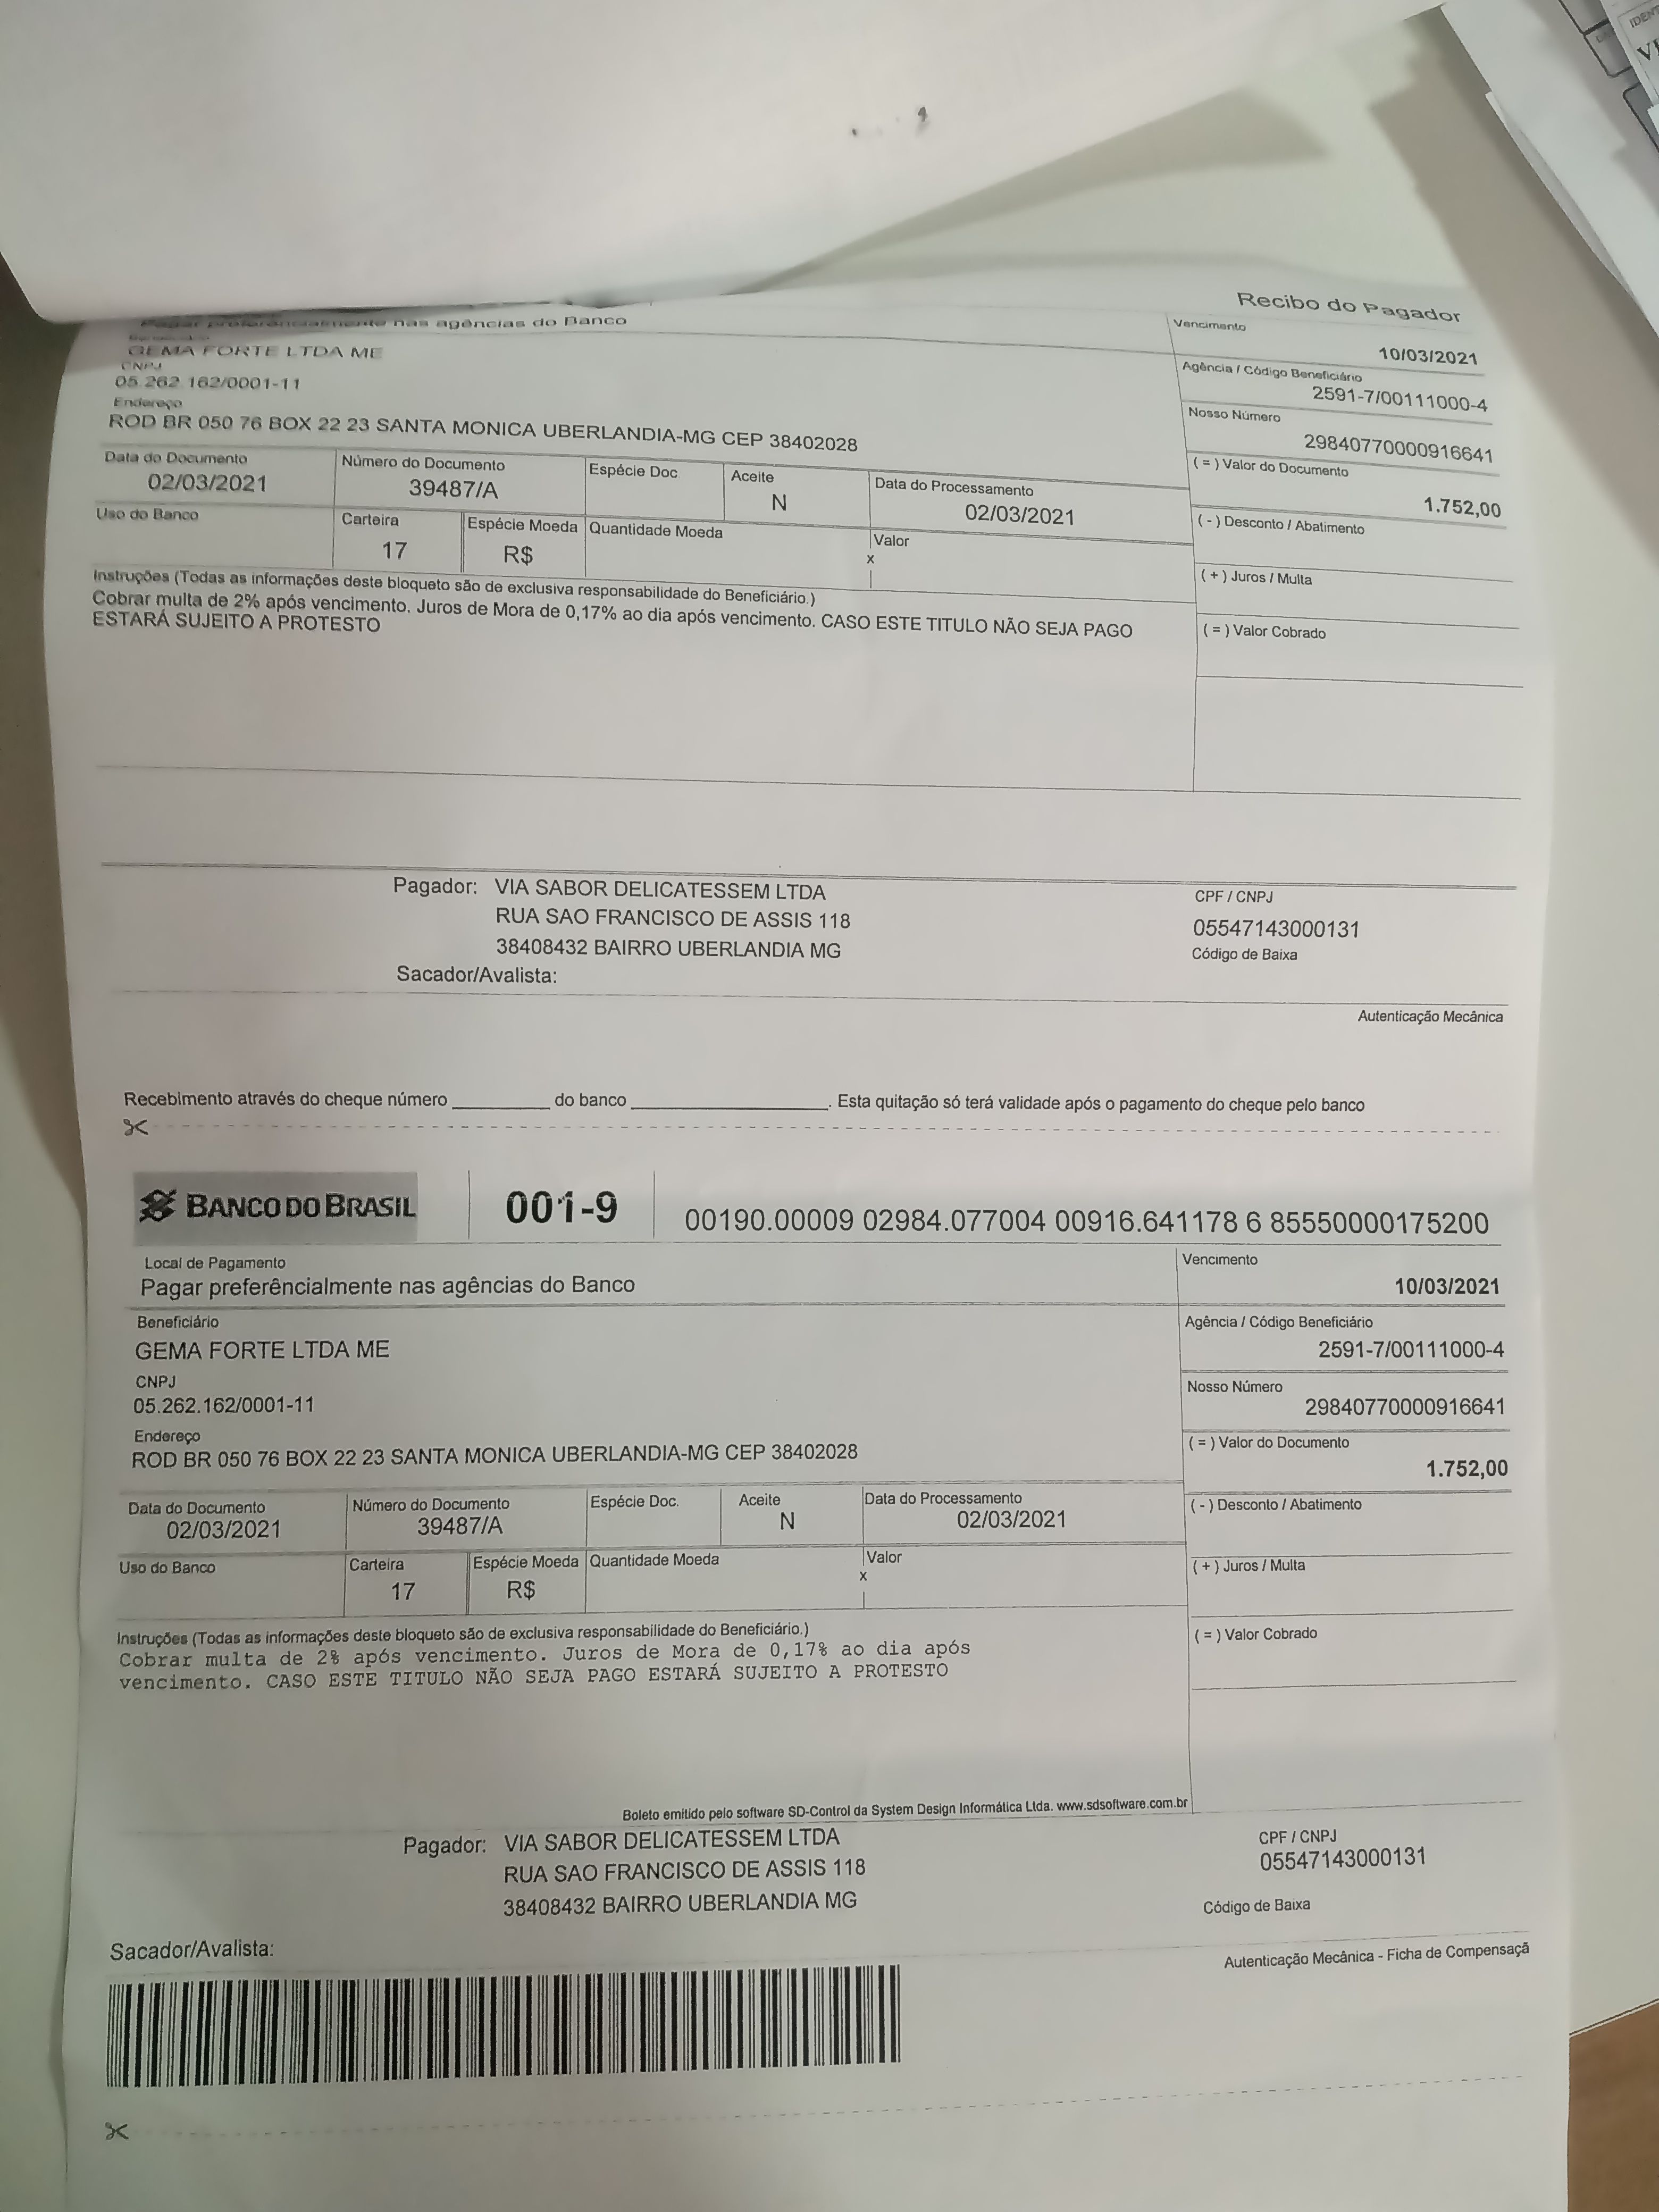 Recibo do Pagador
Pagar preferêncialmente nas agências do Banco
Vencimento
10/03/2021
Beneficiário
GEMA FORTE LTDA ME
CNPJ
05.262.162/0001-11
Agência / Código Beneficiário
2591-7/00111000-4
Endereço
ROD BR 050 76 BOX 22 23 SANTA MONICA UBERLANDIA-MG CEP 38402028
Nosso Número
29840770000916641
Data do Documento Número do Documento Espécie Doc Aceite Data do Processamento
02/03/2021 39487/A N 02/03/2021
( = ) Valor do Documento
1.752,00
Uso do Banco Carteira Espécie Moeda Quantidade Moeda Valor
17 R$ x
( - ) Desconto / Abatimento
Instruções (Todas as informações deste bloqueto são de exclusiva responsabilidade do Beneficiário.)
Cobrar multa de 2% após vencimento. Juros de Mora de 0,17% ao dia após vencimento. CASO ESTE TITULO NÃO SEJA PAGO
ESTARÁ SUJEITO A PROTESTO
( + ) Juros / Multa
( = ) Valor Cobrado
Pagador: VIA SABOR DELICATESSEM LTDA
RUA SAO FRANCISCO DE ASSIS 118
38408432 BAIRRO UBERLANDIA MG
CPF / CNPJ
05547143000131
Código de Baixa
Sacador/Avalista:
Autenticação Mecânica
Recebimento através do cheque número __________ do banco ____________________. Esta quitação só terá validade após o pagamento do cheque pelo banco
BANCO DO BRASIL 001-9 00190.00009 02984.077004 00916.641178 6 85550000175200
Local de Pagamento
Pagar preferêncialmente nas agências do Banco
Vencimento
10/03/2021
Beneficiário
GEMA FORTE LTDA ME
CNPJ
05.262.162/0001-11
Agência / Código Beneficiário
2591-7/00111000-4
Endereço
ROD BR 050 76 BOX 22 23 SANTA MONICA UBERLANDIA-MG CEP 38402028
Nosso Número
29840770000916641
( = ) Valor do Documento
1.752,00
Data do Documento Número do Documento Espécie Doc. Aceite Data do Processamento
02/03/2021 39487/A N 02/03/2021
( - ) Desconto / Abatimento
Uso do Banco Carteira Espécie Moeda Quantidade Moeda Valor
17 R$ x
( + ) Juros / Multa
Instruções (Todas as informações deste bloqueto são de exclusiva responsabilidade do Beneficiário.)
Cobrar multa de 2% após vencimento. Juros de Mora de 0,17% ao dia após
vencimento. CASO ESTE TITULO NÃO SEJA PAGO ESTARÁ SUJEITO A PROTESTO
( = ) Valor Cobrado
Boleto emitido pelo software SD-Control da System Design Informática Ltda. www.sdsoftware.com.br
Pagador: VIA SABOR DELICATESSEM LTDA
RUA SAO FRANCISCO DE ASSIS 118
38408432 BAIRRO UBERLANDIA MG
CPF / CNPJ
05547143000131
Código de Baixa
Sacador/Avalista:
Autenticação Mecânica - Ficha de Compensaçã